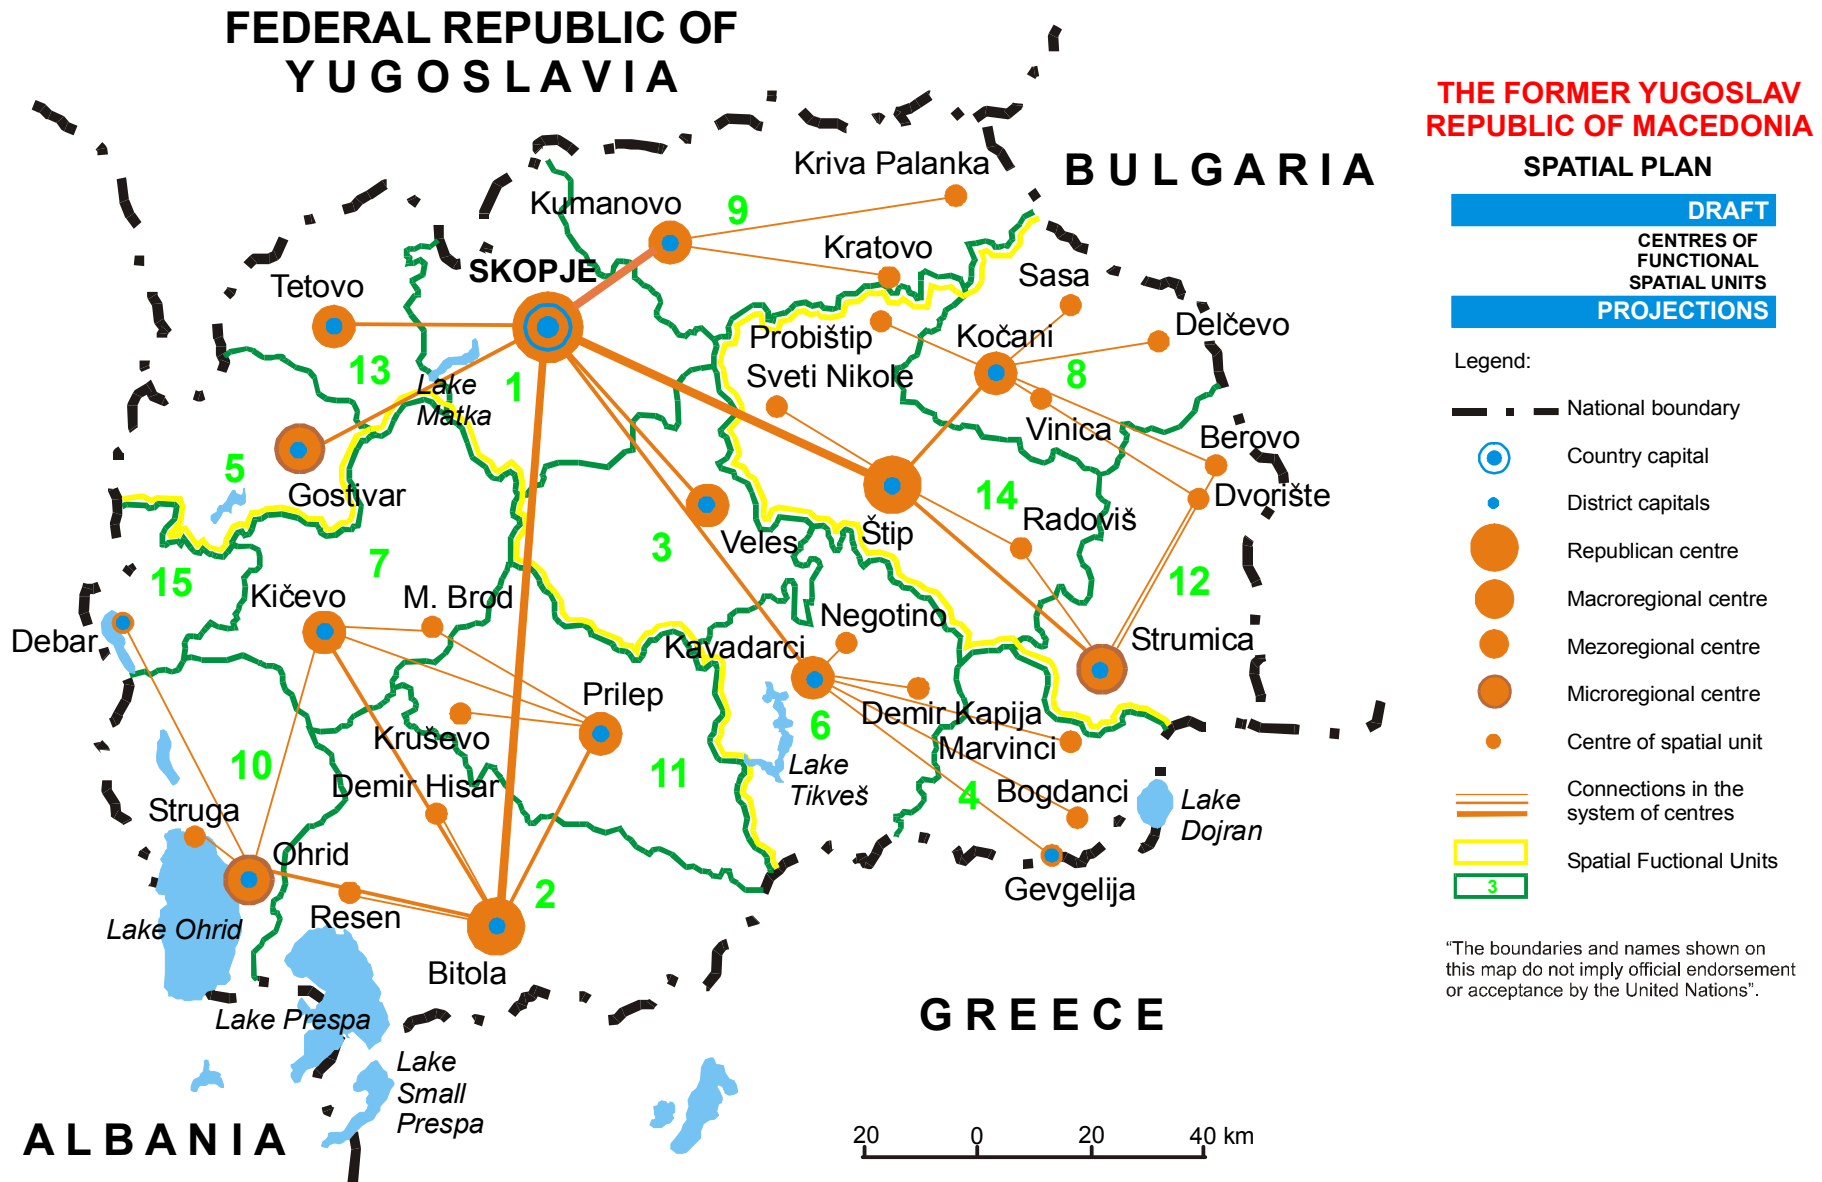 FEDERAL REPUBLIC OF
YUGOSLAVIA
BULGARIA
GREECE
ALBANIA
Kriva Palanka
Kumanovo
9
Kratovo
SKOPJE
Sasa
Tetovo
Probištip
Kočani
Delčevo
13
1
Lake
Matka
Sveti Nikole
8
Vinica
Berovo
5
Gostivar
Dvorište
14
Radoviš
Štip
Veles
3
7
15
12
Kičevo
M. Brod
Negotino
Debar
Kavadarci
Strumica
Prilep
Demir Kapija
6
Kruševo
Marvinci
10
11
Lake
Tikveš
Demir Hisar
4
Bogdanci
Lake
Dojran
Struga
Ohrid
2
Gevgelija
Resen
Lake Ohrid
Bitola
Lake Prespa
Lake
Small
Prespa
20
0
20
40 km
THE FORMER YUGOSLAV
REPUBLIC OF MACEDONIA
SPATIAL PLAN
DRAFT
CENTRES OF
FUNCTIONAL
SPATIAL UNITS
PROJECTIONS
Legend:
National boundary
Country capital
District capitals
Republican centre
Macroregional centre
Mezoregional centre
Microregional centre
Centre of spatial unit
Connections in the
system of centres
Spatial Fuctional Units
3
“The boundaries and names shown on
this map do not imply official endorsement
or acceptance by the United Nations”.